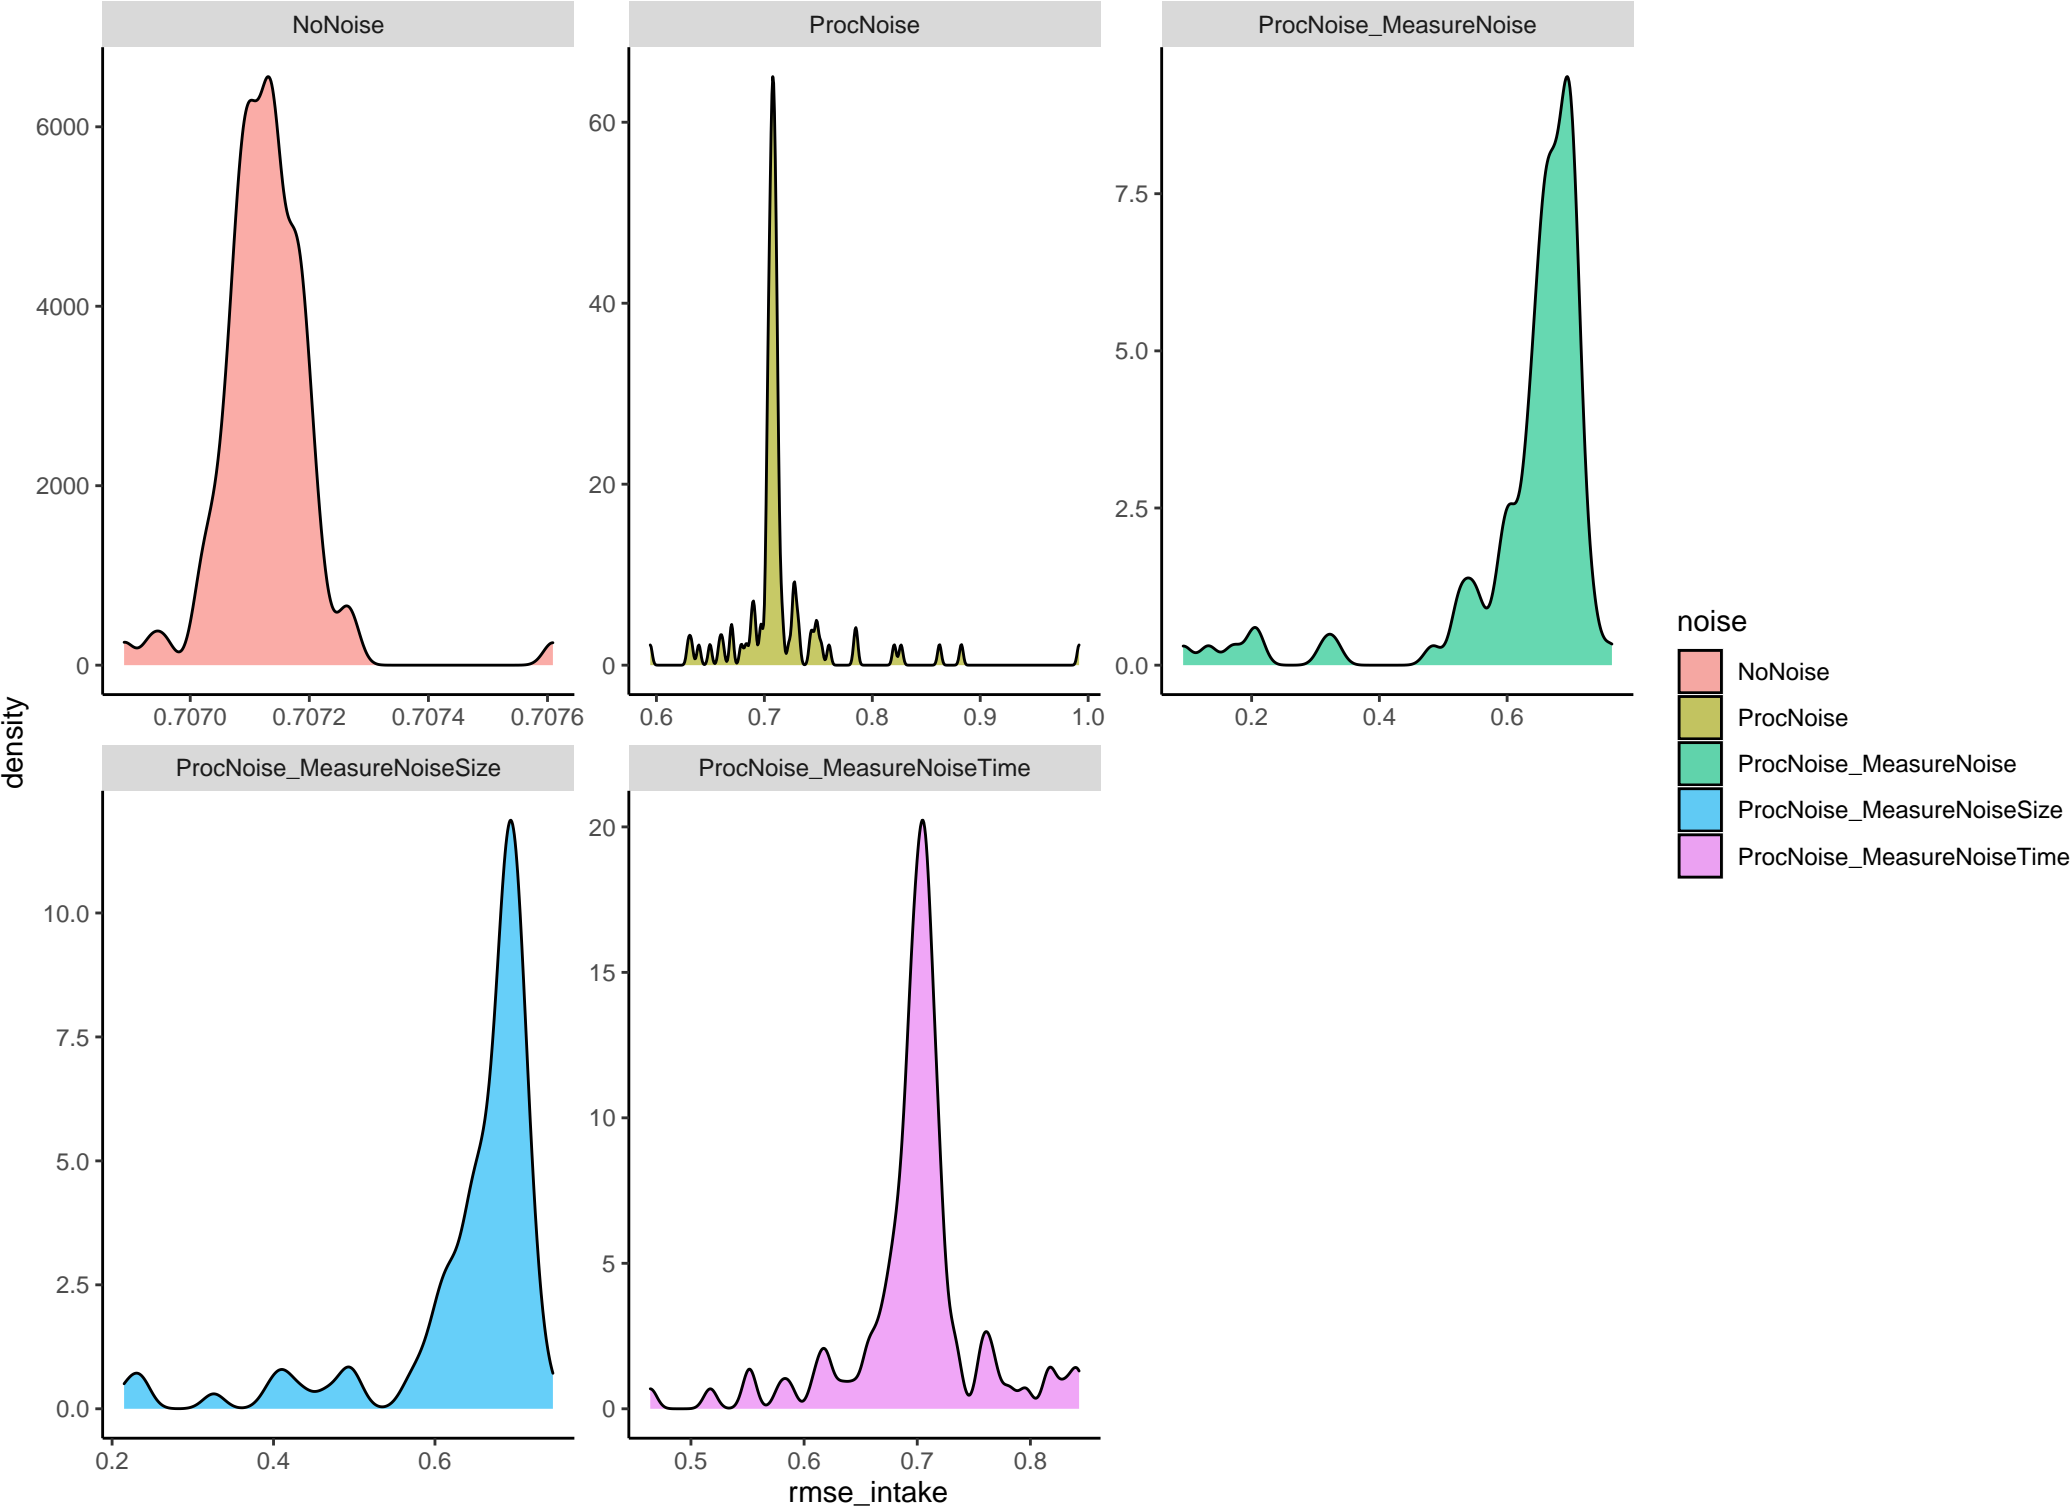 NoNoise
ProcNoise
ProcNoise_MeasureNoise
6000
4000
2000
0
60
40
20
0
7.5
5.0
2.5
0.0
0.7070 0.7072 0.7074 0.7076
0.6 0.7 0.8 0.9 1.0
0.2 0.4 0.6
density
ProcNoise_MeasureNoiseSize
ProcNoise_MeasureNoiseTime
10.0
7.5
5.0
2.5
0.0
20
15
10
5
0
0.2 0.4 0.6
0.5 0.6 0.7 0.8
rmse_intake
noise
NoNoise
ProcNoise
ProcNoise_MeasureNoise
ProcNoise_MeasureNoiseSize
ProcNoise_MeasureNoiseTime